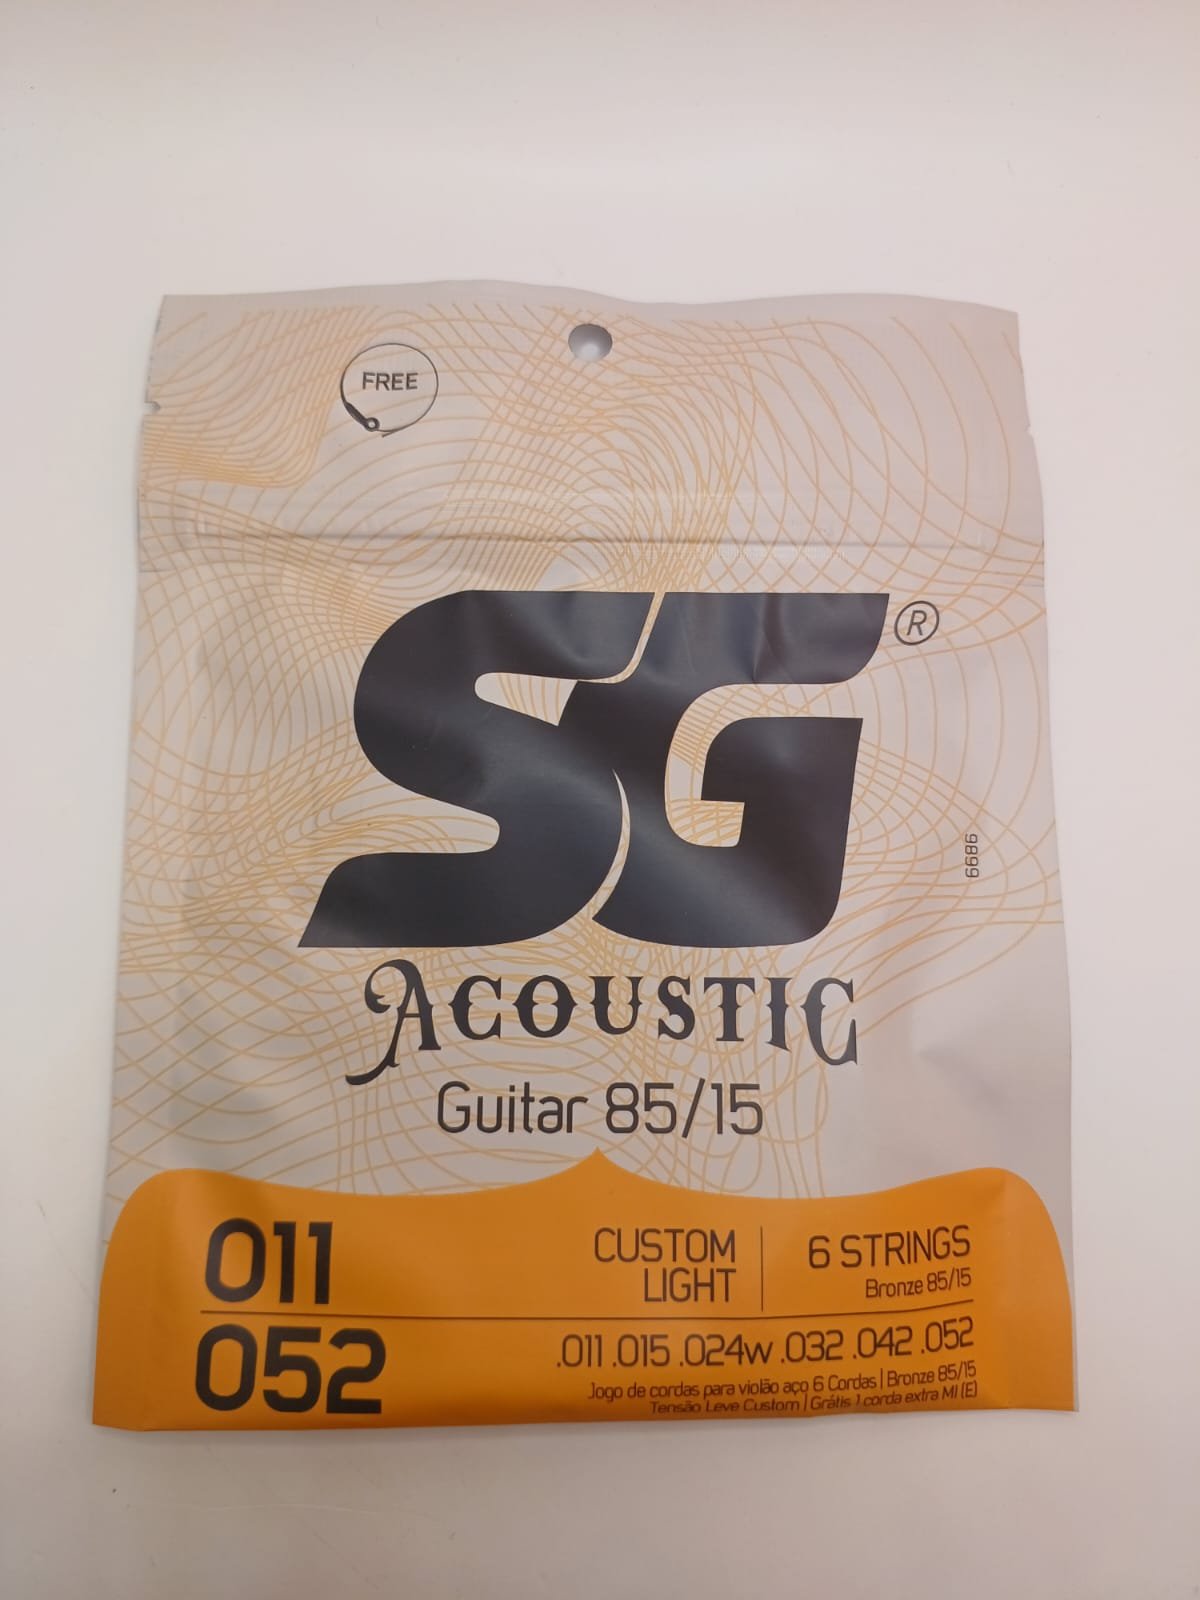 FREE
SG®
6686
ACOUSTIC
Guitar 85/15
011
052
CUSTOM
LIGHT
6 STRINGS
Bronze 85/15
.011 .015 .024w .032 .042 .052
Jogo de cordas para violão aço 6 Cordas | Bronze 85/15
Tensão Leve Custom | Grátis 1 corda extra MI (E)